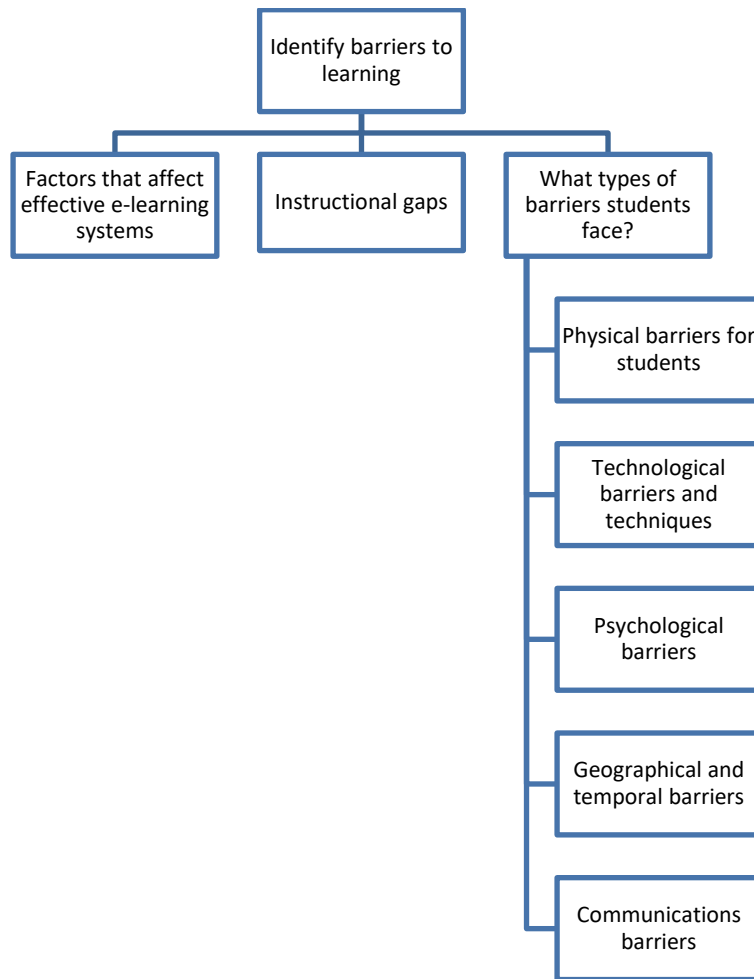 Identify barriers to
learning
Factors that affect
effective e-learning
systems
Instructional gaps
What types of
barriers students
face?
Physical barriers for
students
Technological
barriers and
techniques
Psychological
barriers
Geographical and
temporal barriers
Communications
barriers